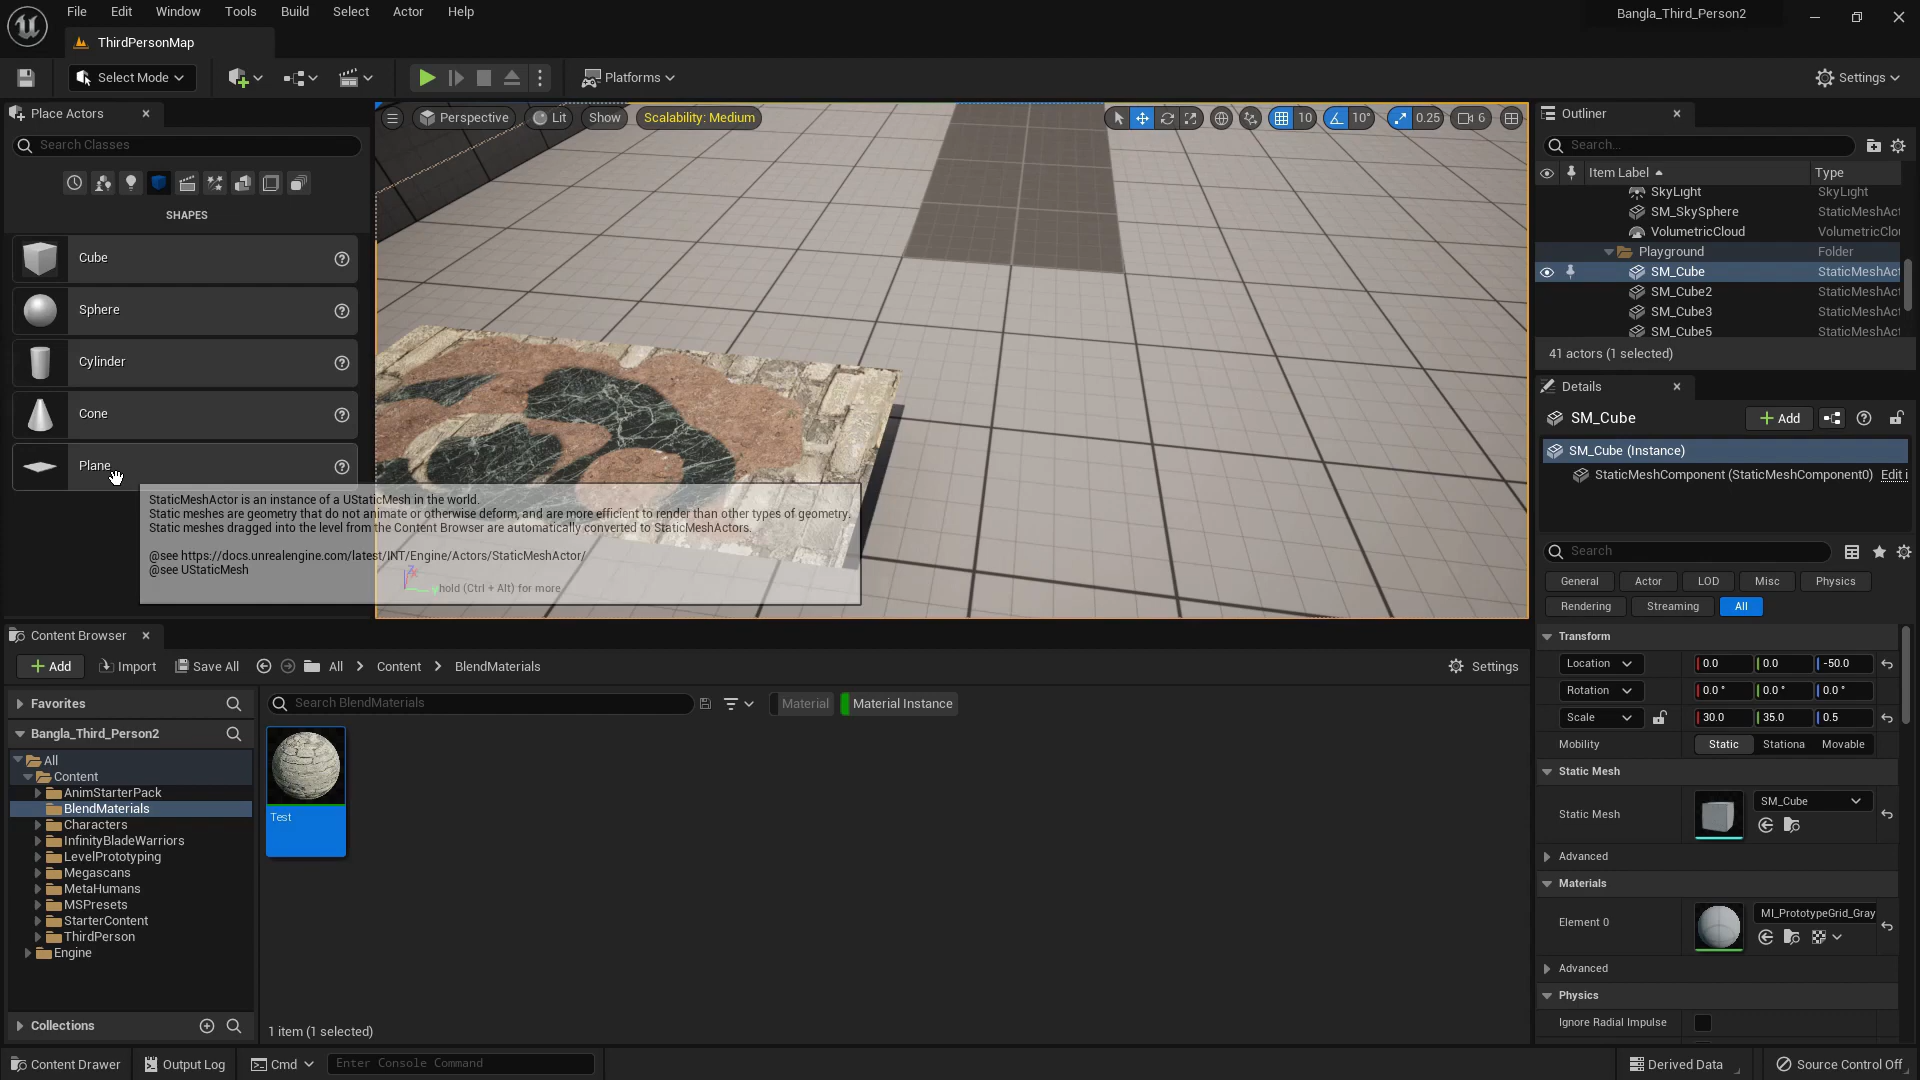 File Edit Window Tools Build Select Actor Help
Bangla_Third_Person2
ThirdPersonMap
Select Mode
Platforms
Settings
Place Actors
Search Classes
SHAPES
Cube
Sphere
Cylinder
Cone
Plane
Perspective Lit Show Scalability: Medium
10 10° 0.25 6
StaticMeshActor is an instance of a UStaticMesh in the world.
Static meshes are geometry that do not animate or otherwise deform, and are more efficient to render than other types of geometry.
Static meshes dragged into the level from the Content Browser are automatically converted to StaticMeshActors.
@see https://docs.unrealengine.com/latest/INT/Engine/Actors/StaticMeshActor/
@see UStaticMesh
hold (Ctrl + Alt) for more
Outliner
Search...
Item Label Type
SkyLight SkyLight
SM_SkySphere StaticMeshAct
VolumetricCloud VolumetricClou
Playground Folder
SM_Cube StaticMeshAct
SM_Cube2 StaticMeshAct
SM_Cube3 StaticMeshAct
SM_Cube5 StaticMeshAct
41 actors (1 selected)
Details
SM_Cube
Add
SM_Cube (Instance)
StaticMeshComponent (StaticMeshComponent0) Edit i
Search
General Actor LOD Misc Physics
Rendering Streaming All
Transform
Location 0.0 0.0 -50.0
Rotation 0.0 ° 0.0 ° 0.0 °
Scale 30.0 35.0 0.5
Mobility Static Stationa Movable
Static Mesh
Static Mesh SM_Cube
Advanced
Materials
Element 0 MI_PrototypeGrid_Gray
Advanced
Physics
Ignore Radial Impulse
Content Browser
Add Import Save All All Content BlendMaterials Settings
Favorites
Search BlendMaterials
Material Material Instance
Bangla_Third_Person2
All
Content
AnimStarterPack
BlendMaterials
Characters
InfinityBladeWarriors
LevelPrototyping
Megascans
MetaHumans
MSPresets
StarterContent
ThirdPerson
Engine
Test
Collections
1 item (1 selected)
Content Drawer Output Log Cmd Enter Console Command Derived Data Source Control Off